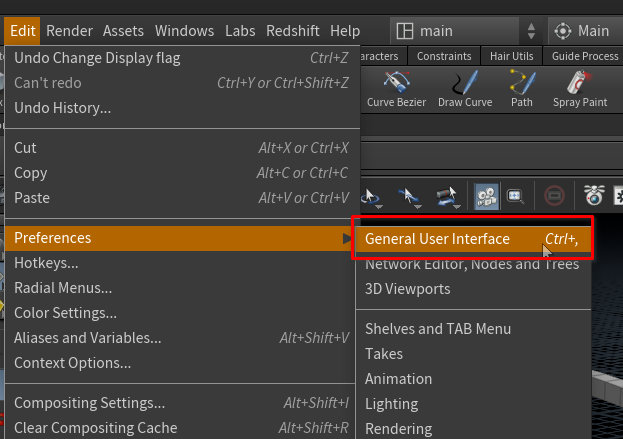 Edit Render Assets Windows Labs Redshift Help main Main
Undo Change Display flag Ctrl+Z
Can't redo Ctrl+Y or Ctrl+Shift+Z
Undo History...
Cut Alt+X or Ctrl+X
Copy Alt+C or Ctrl+C
Paste Alt+V or Ctrl+V
Preferences
Hotkeys...
Radial Menus...
Color Settings...
Aliases and Variables... Alt+Shift+V
Context Options...
Compositing Settings... Alt+Shift+I
Clear Compositing Cache Alt+Shift+R
aracters Constraints Hair Utils Guide Process
Curve Bezier Draw Curve Path Spray Paint
General User Interface Ctrl+,
Network Editor, Nodes and Trees
3D Viewports
Shelves and TAB Menu
Takes
Animation
Lighting
Rendering